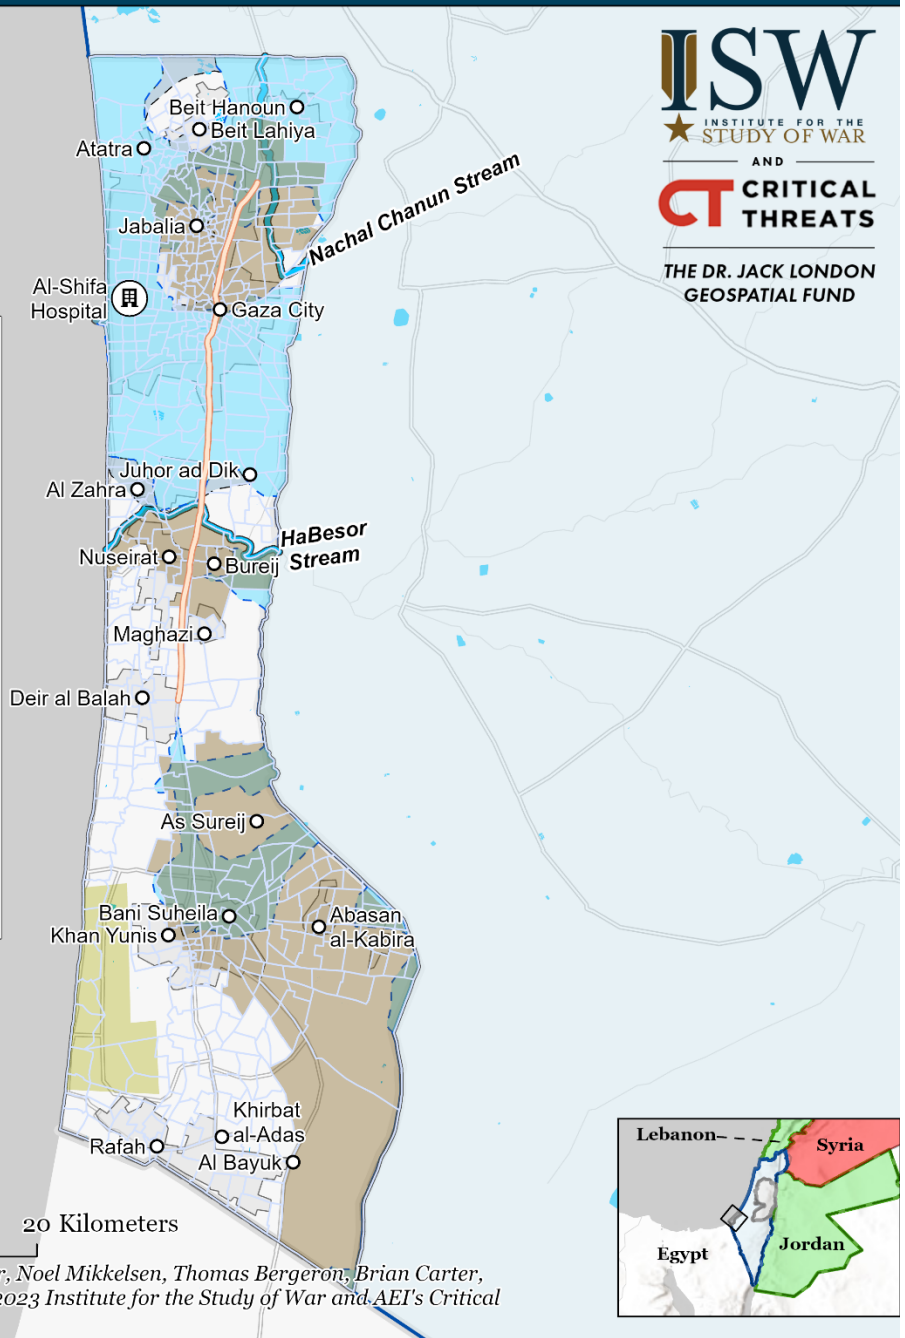 ISW
INSTITUTE FOR THE
STUDY OF WAR
AND
CT CRITICAL
THREATS
THE DR. JACK LONDON
GEOSPATIAL FUND
Beit Hanoun
Beit Lahiya
Atatra
Nachal Chanun Stream
Jabalia
Al-Shifa
Hospital
Gaza City
Juhor ad Dik
Al Zahra
HaBesor
Stream
Nuseirat
Bureij
Maghazi
Deir al Balah
As Sureij
Bani Suheila
Abasan
al-Kabira
Khan Yunis
Khirbat
al-Adas
Rafah
Al Bayuk
Lebanon
Syria
Egypt
Jordan
20 Kilometers
r, Noel Mikkelsen, Thomas Bergeron, Brian Carter,
2023 Institute for the Study of War and AEI's Critical